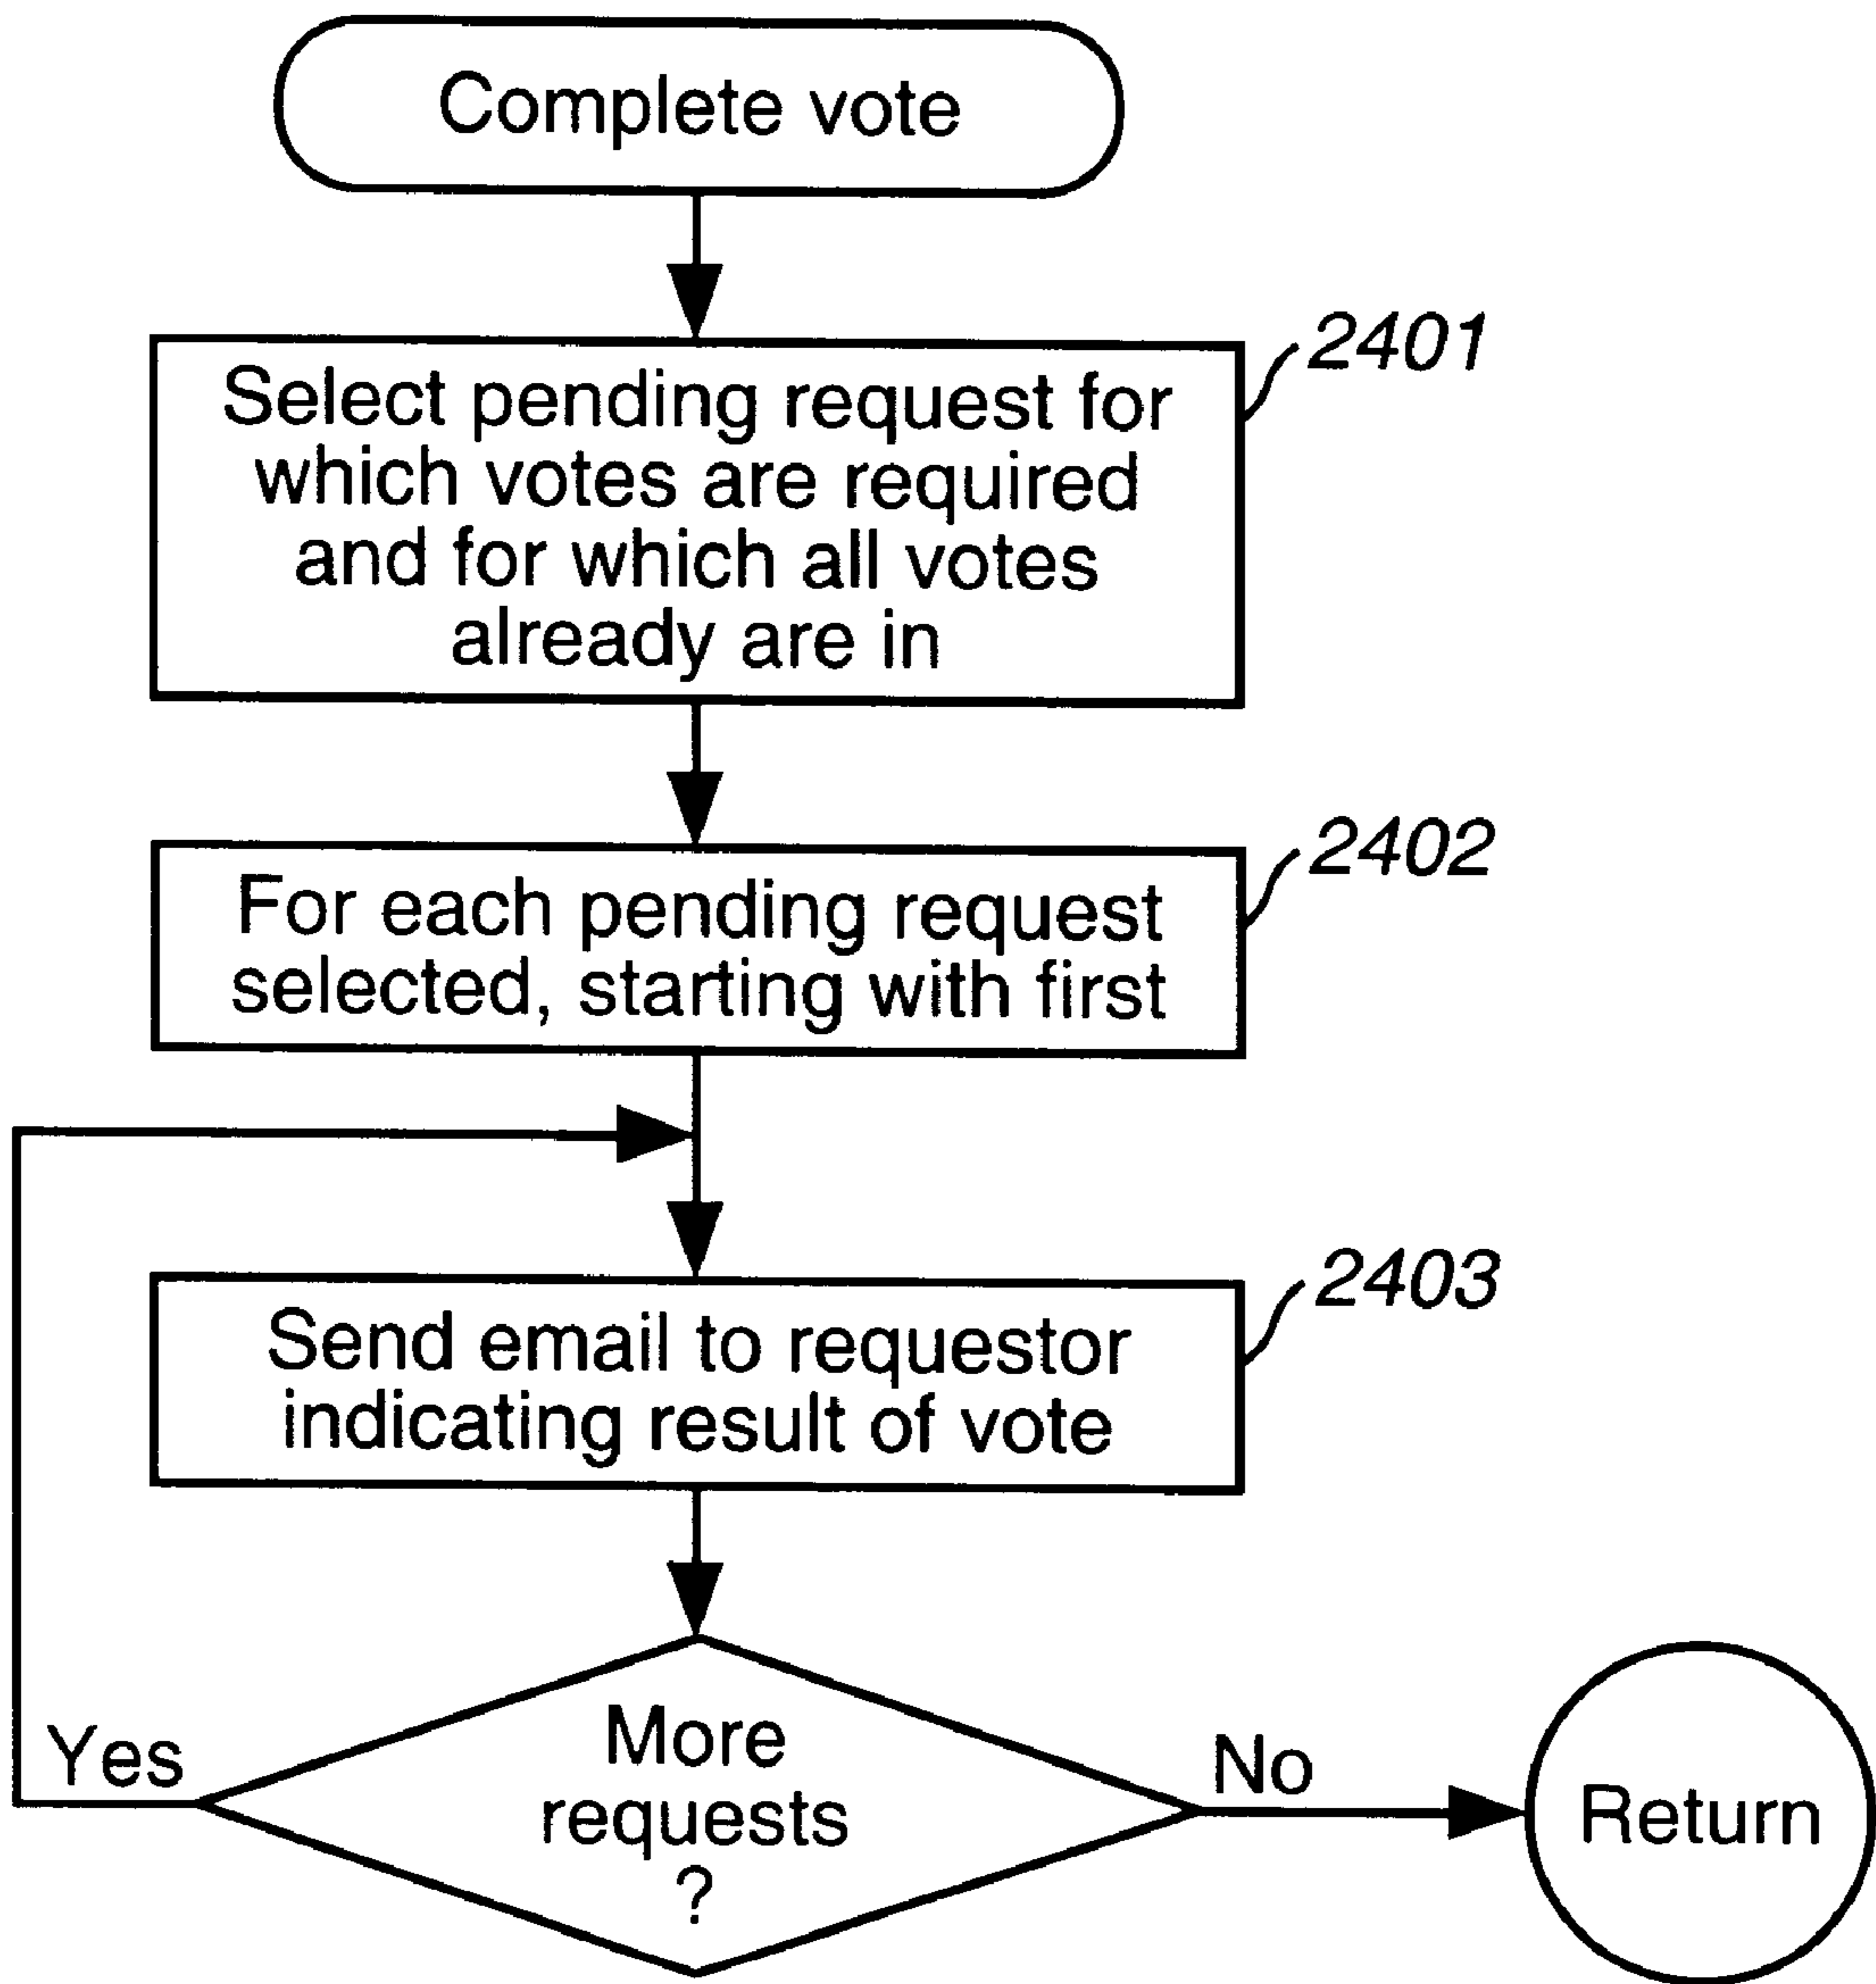 Complete vote
2401
Select pending request for
which votes are required
and for which all votes
already are in
2402
For each pending request
selected, starting with first
2403
Send email to requestor
indicating result of vote
More
requests
?
Yes
No
Return